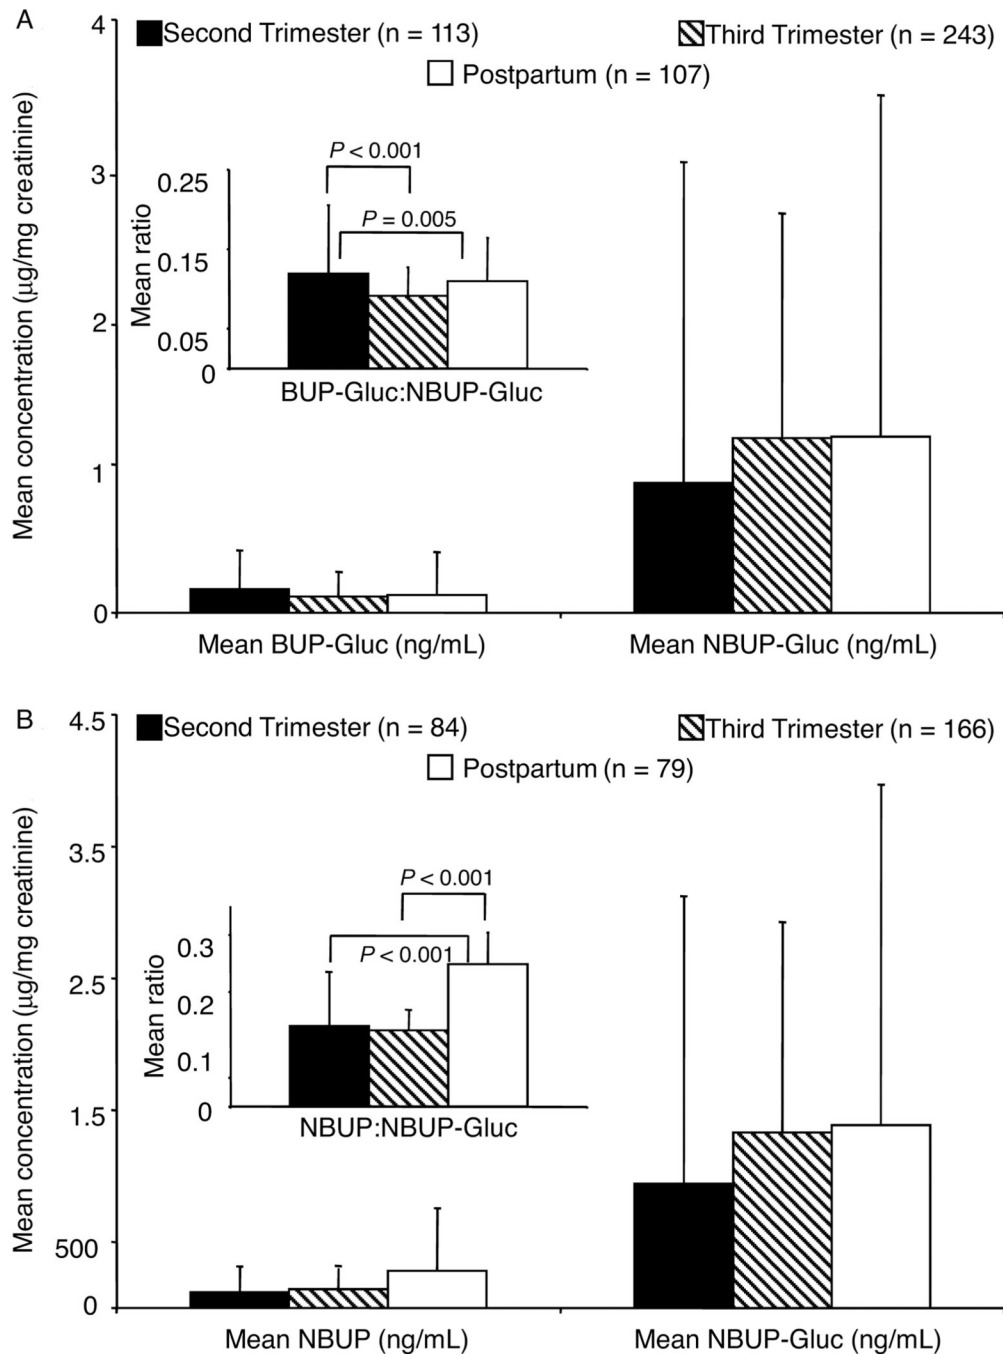 A
4
Second Trimester (n = 113)
Third Trimester (n = 243)
Postpartum (n = 107)
Mean concentration (µg/mg creatinine)
3
2
1
0
P < 0.001
P = 0.005
Mean ratio
0.25
0.15
0.05
0
BUP-Gluc:NBUP-Gluc
Mean BUP-Gluc (ng/mL)
Mean NBUP-Gluc (ng/mL)
B
4.5
Second Trimester (n = 84)
Third Trimester (n = 166)
Postpartum (n = 79)
Mean concentration (µg/mg creatinine)
3.5
2.5
1.5
500
0
P < 0.001
P < 0.001
Mean ratio
0.3
0.2
0.1
0
NBUP:NBUP-Gluc
Mean NBUP (ng/mL)
Mean NBUP-Gluc (ng/mL)